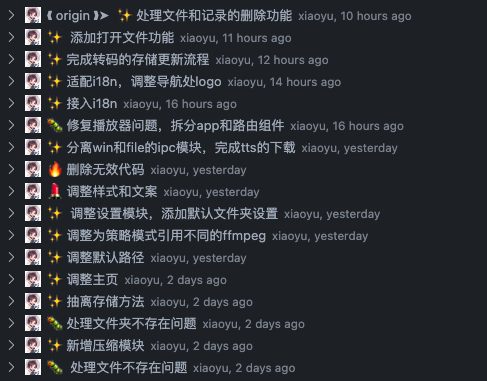 origin ✨ 处理文件和记录的删除功能 xiaoyu, 10 hours ago
✨ 添加打开文件功能 xiaoyu, 11 hours ago
✨ 完成转码的存储更新流程 xiaoyu, 12 hours ago
✨ 适配i18n，调整导航处logo xiaoyu, 14 hours ago
✨ 接入i18n xiaoyu, 16 hours ago
🐛 修复播放器问题，拆分app和路由组件 xiaoyu, 16 hours ago
✨ 分离win和file的ipc模块，完成tts的下载 xiaoyu, yesterday
🔥 删除无效代码 xiaoyu, yesterday
💄 调整样式和文案 xiaoyu, yesterday
✨ 调整设置模块，添加默认文件夹设置 xiaoyu, yesterday
✨ 调整为策略模式引用不同的ffmpeg xiaoyu, yesterday
✨ 调整默认路径 xiaoyu, yesterday
✨ 调整主页 xiaoyu, 2 days ago
✨ 抽离存储方法 xiaoyu, 2 days ago
🐛 处理文件夹不存在问题 xiaoyu, 2 days ago
✨ 新增压缩模块 xiaoyu, 2 days ago
🐛 处理文件不存在问题 xiaoyu, 2 days ago